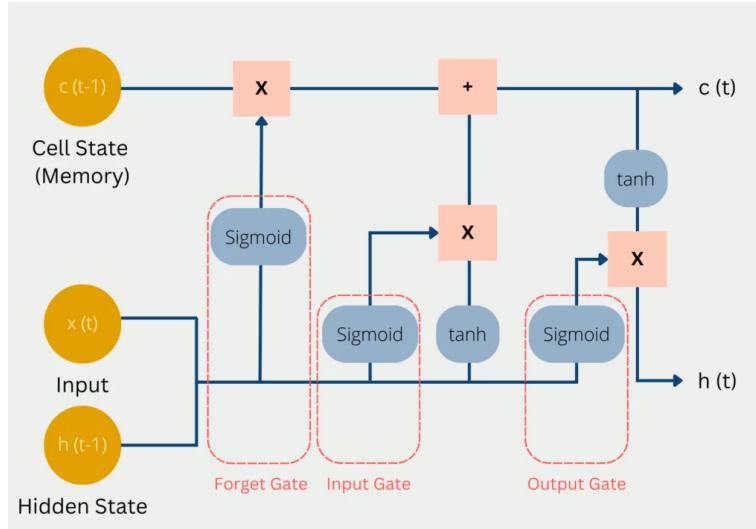 c (t-1)
X
+
c (t)
Cell State
(Memory)
tanh
Sigmoid
X
X
x (t)
Sigmoid
tanh
Sigmoid
Input
h (t)
h (t-1)
Forget Gate
Input Gate
Output Gate
Hidden State